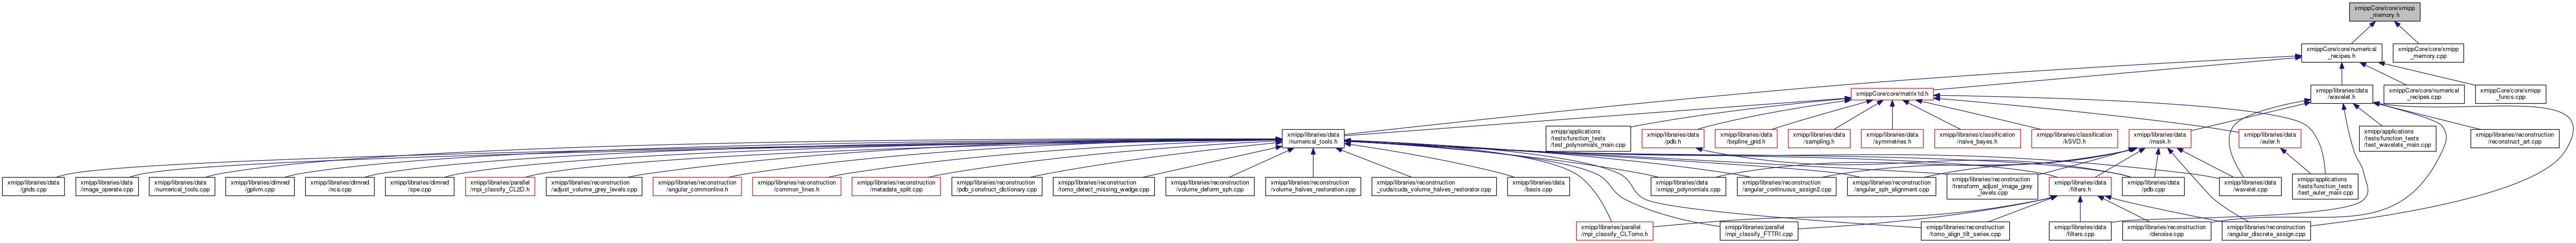 xmippCore/core/xmipp
_memory.h
xmippCore/core/numerical
_recipes.h
xmippCore/core/xmipp
_memory.cpp
xmippCore/core/matrix1d.h
xmipp/libraries/data
/wavelet.h
xmippCore/core/numerical
_recipes.cpp
xmippCore/core/xmipp
_funcs.cpp
xmipp/libraries/data
/numerical_tools.h
xmipp/applications
/tests/function_tests
/test_polynomials_main.cpp
xmipp/libraries/data
/pdb.h
xmipp/libraries/data
/bspline_grid.h
xmipp/libraries/data
/sampling.h
xmipp/libraries/data
/symmetries.h
xmipp/libraries/classification
/naive_bayes.h
xmipp/libraries/classification
/kSVD.h
xmipp/libraries/data
/mask.h
xmipp/libraries/data
/euler.h
xmipp/applications
/tests/function_tests
/test_wavelets_main.cpp
xmipp/libraries/reconstruction
/reconstruct_art.cpp
xmipp/libraries/data
/grids.cpp
xmipp/libraries/data
/image_operate.cpp
xmipp/libraries/data
/numerical_tools.cpp
xmipp/libraries/dimred
/gplvm.cpp
xmipp/libraries/dimred
/nca.cpp
xmipp/libraries/dimred
/spe.cpp
xmipp/libraries/parallel
/mpi_classify_CL2D.h
xmipp/libraries/reconstruction
/adjust_volume_grey_levels.cpp
xmipp/libraries/reconstruction
/angular_commonline.h
xmipp/libraries/reconstruction
/common_lines.h
xmipp/libraries/reconstruction
/metadata_split.cpp
xmipp/libraries/reconstruction
/pdb_construct_dictionary.cpp
xmipp/libraries/reconstruction
/tomo_detect_missing_wedge.cpp
xmipp/libraries/reconstruction
/volume_deform_sph.cpp
xmipp/libraries/reconstruction
/volume_halves_restoration.cpp
xmipp/libraries/reconstruction
_cuda/cuda_volume_halves_restorator.cpp
xmipp/libraries/data
/basis.cpp
xmipp/libraries/data
/xmipp_polynomials.cpp
xmipp/libraries/reconstruction
/angular_continuous_assign2.cpp
xmipp/libraries/reconstruction
/angular_sph_alignment.cpp
xmipp/libraries/reconstruction
/transform_adjust_image_grey
_levels.cpp
xmipp/libraries/data
/filters.h
xmipp/libraries/data
/pdb.cpp
xmipp/libraries/data
/wavelet.cpp
xmipp/applications
/tests/function_tests
/test_euler_main.cpp
xmipp/libraries/parallel
/mpi_classify_CLTomo.h
xmipp/libraries/parallel
/mpi_classify_FTTRI.cpp
xmipp/libraries/reconstruction
/tomo_align_tilt_series.cpp
xmipp/libraries/data
/filters.cpp
xmipp/libraries/reconstruction
/denoise.cpp
xmipp/libraries/reconstruction
/angular_discrete_assign.cpp